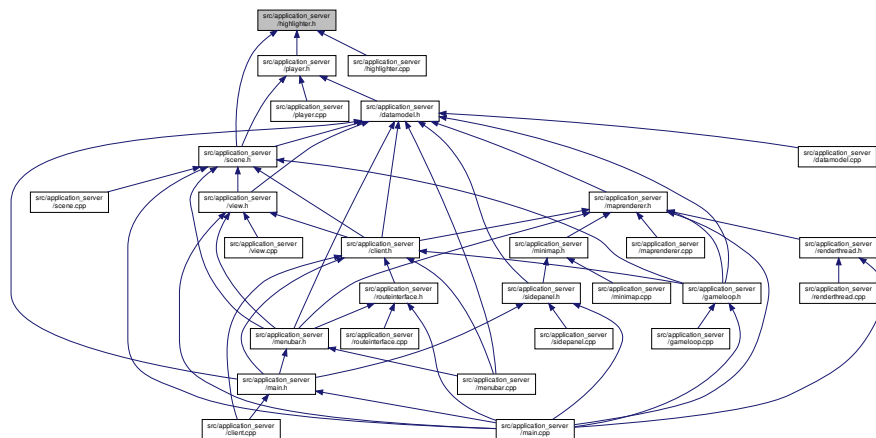 src/application_server
/highlighter.h
src/application_server
/player.h
src/application_server
/highlighter.cpp
src/application_server
/player.cpp
src/application_server
/datamodel.h
src/application_server
/scene.h
src/application_server
/datamodel.cpp
src/application_server
/scene.cpp
src/application_server
/view.h
src/application_server
/maprenderer.h
src/application_server
/view.cpp
src/application_server
/client.h
src/application_server
/minimap.h
src/application_server
/maprenderer.cpp
src/application_server
/renderthread.h
src/application_server
/routeinterface.h
src/application_server
/sidepanel.h
src/application_server
/minimap.cpp
src/application_server
/gameloop.h
src/application_server
/renderthread.cpp
src/application_server
/menubar.h
src/application_server
/routeinterface.cpp
src/application_server
/sidepanel.cpp
src/application_server
/gameloop.cpp
src/application_server
/main.h
src/application_server
/menubar.cpp
src/application_server
/client.cpp
src/application_server
/main.cpp